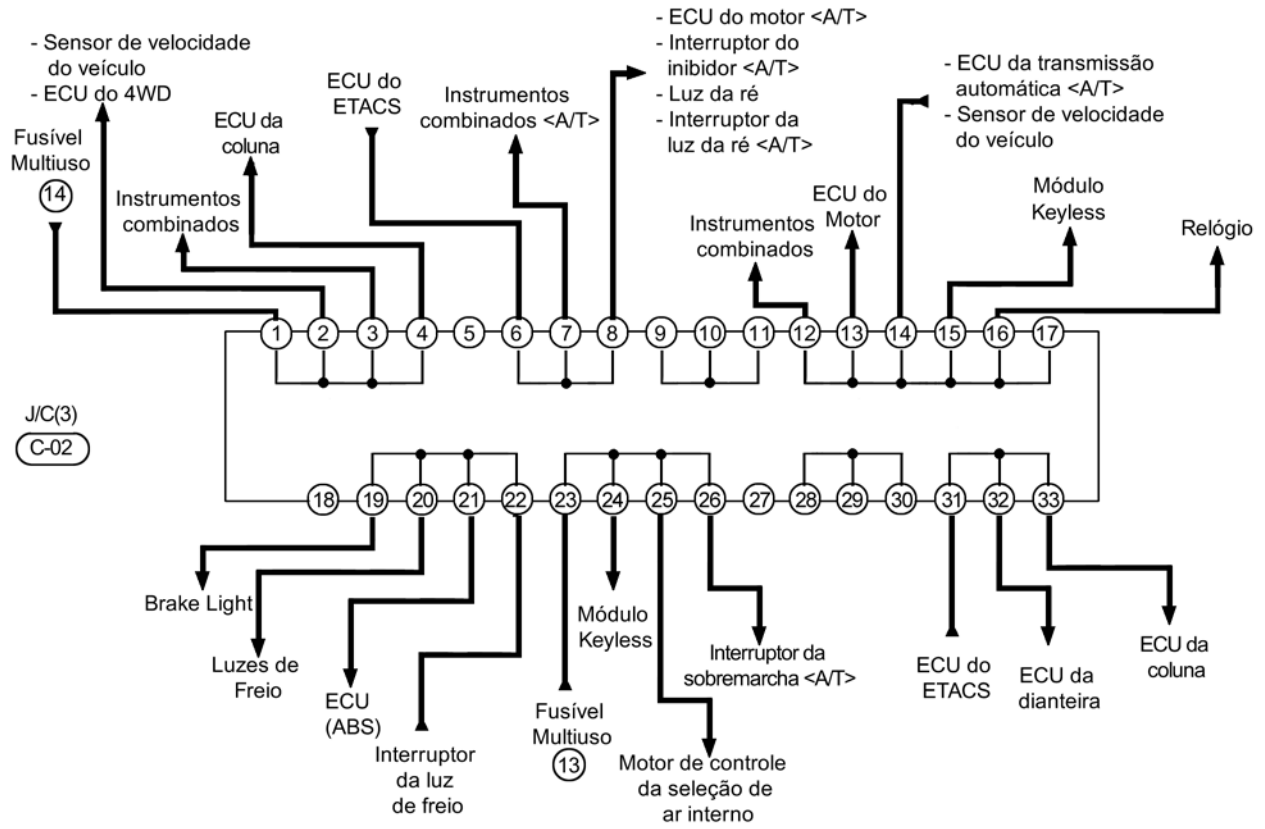 - Sensor de velocidade
do veículo
- ECU do 4WD
Fusível
Multiuso
14
Instrumentos
combinados
ECU da
coluna
ECU do
ETACS
Instrumentos
combinados <A/T>
- ECU do motor <A/T>
- Interruptor do
inibidor <A/T>
- Luz da ré
- Interruptor da
luz da ré <A/T>
Instrumentos
combinados
ECU do
Motor
- ECU da transmissão
automática <A/T>
- Sensor de velocidade
do veículo
Módulo
Keyless
Relógio
1 2 3 4 5 6 7 8 9 10 11 12 13 14 15 16 17
J/C(3)
C-02
18 19 20 21 22 23 24 25 26 27 28 29 30 31 32 33
Brake Light
Luzes de
Freio
ECU
(ABS)
Interruptor
da luz
de freio
Fusível
Multiuso
13
Módulo
Keyless
Motor de controle
da seleção de
ar interno
Interruptor da
sobremarcha <A/T>
ECU do
ETACS
ECU da
dianteira
ECU da
coluna